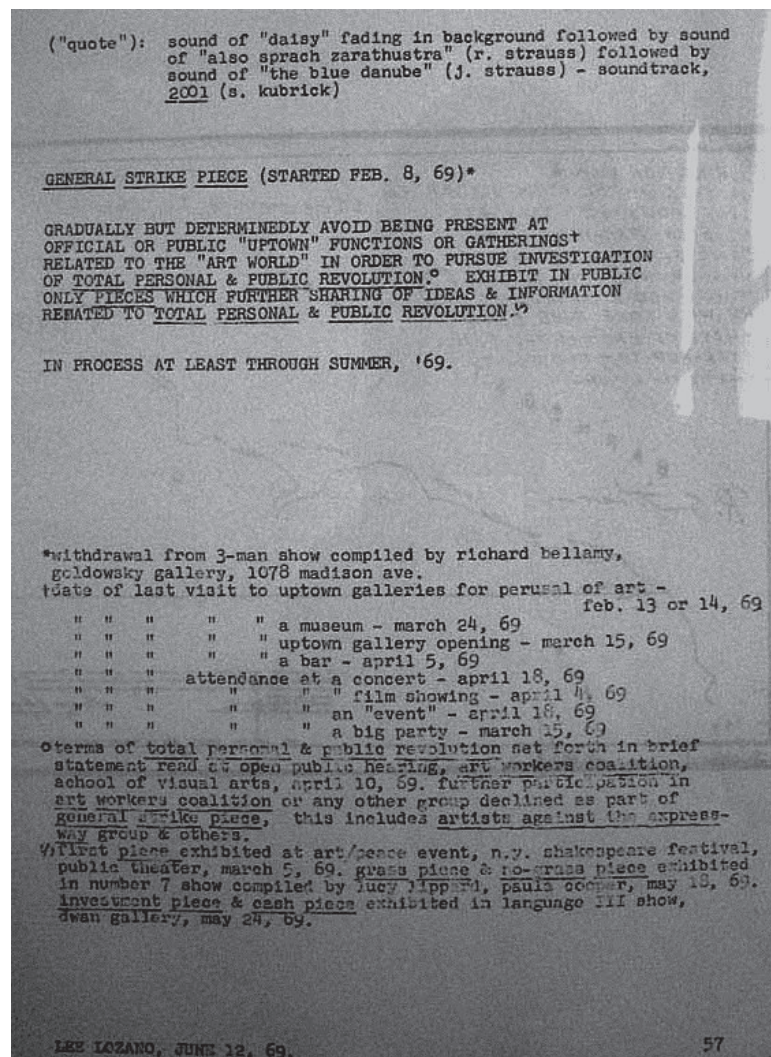 ("quote"): sound of "daisy" fading in background followed by sound
of "also sprach zarathustra" (r. strauss) followed by
sound of "the blue danube" (j. strauss) - soundtrack,
2001 (s. kubrick)
GENERAL STRIKE PIECE (STARTED FEB. 8, 69)*
GRADUALLY BUT DETERMINEDLY AVOID BEING PRESENT AT
OFFICIAL OR PUBLIC "UPTOWN" FUNCTIONS OR GATHERINGS†
RELATED TO THE "ART WORLD" IN ORDER TO PURSUE INVESTIGATION
OF TOTAL PERSONAL & PUBLIC REVOLUTION.° EXHIBIT IN PUBLIC
ONLY PIECES WHICH FURTHER SHARING OF IDEAS & INFORMATION
RELATED TO TOTAL PERSONAL & PUBLIC REVOLUTION.
IN PROCESS AT LEAST THROUGH SUMMER, '69.
*withdrawal from 3-man show compiled by richard bellamy,
goldowsky gallery, 1078 madison ave.
†date of last visit to uptown galleries for perusal of art -
feb. 13 or 14, 69
" " " " " a museum - march 24, 69
" " " " " uptown gallery opening - march 15, 69
" " " " " a bar - april 5, 69
" " " attendance at a concert - april 18, 69
" " " " " " film showing - april 4, 69
" " " " " an "event" - april 18, 69
" " " " " a big party - march 15, 69
°terms of total personal & public revolution set forth in brief
statement read at open public hearing, art workers coalition,
school of visual arts, april 10, 69. further participation in
art workers coalition or any other group declined as part of
general strike piece, this includes artists against the express-
way group & others.
first piece exhibited at art/peace event, n.y. shakespeare festival,
public theater, march 5, 69. grass piece & no-grass piece exhibited
in number 7 show compiled by lucy lippard, paula cooper, may 18, 69.
investment piece & cash piece exhibited in language III show,
dwan gallery, may 24, 69.
LEE LOZANO, JUNE 12, 69.
57